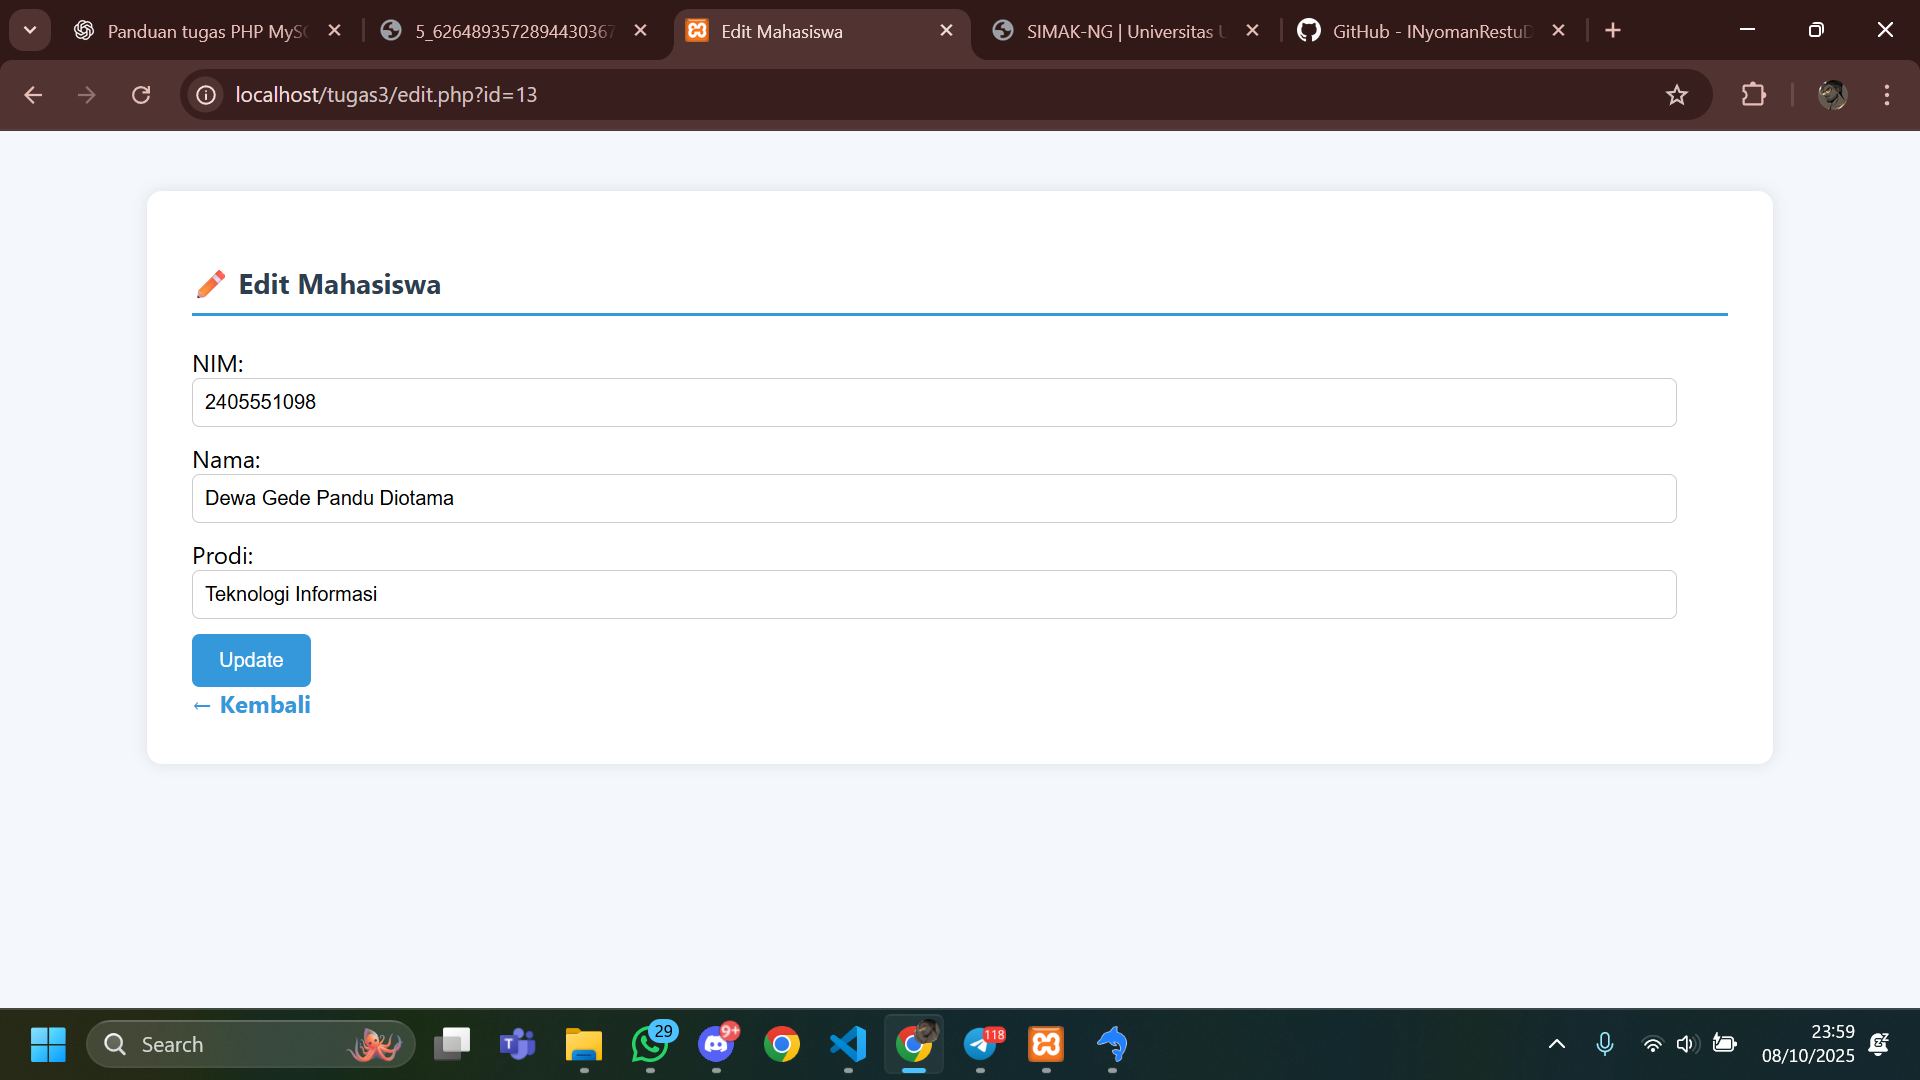 Panduan tugas PHP MyS
5_6264893572894430367
Edit Mahasiswa
SIMAK-NG | Universitas U
GitHub - INyomanRestuD
localhost/tugas3/edit.php?id=13
Edit Mahasiswa
NIM:
2405551098
Nama:
Dewa Gede Pandu Diotama
Prodi:
Teknologi Informasi
Update
← Kembali
Search
29
9+
118
23:59
08/10/2025